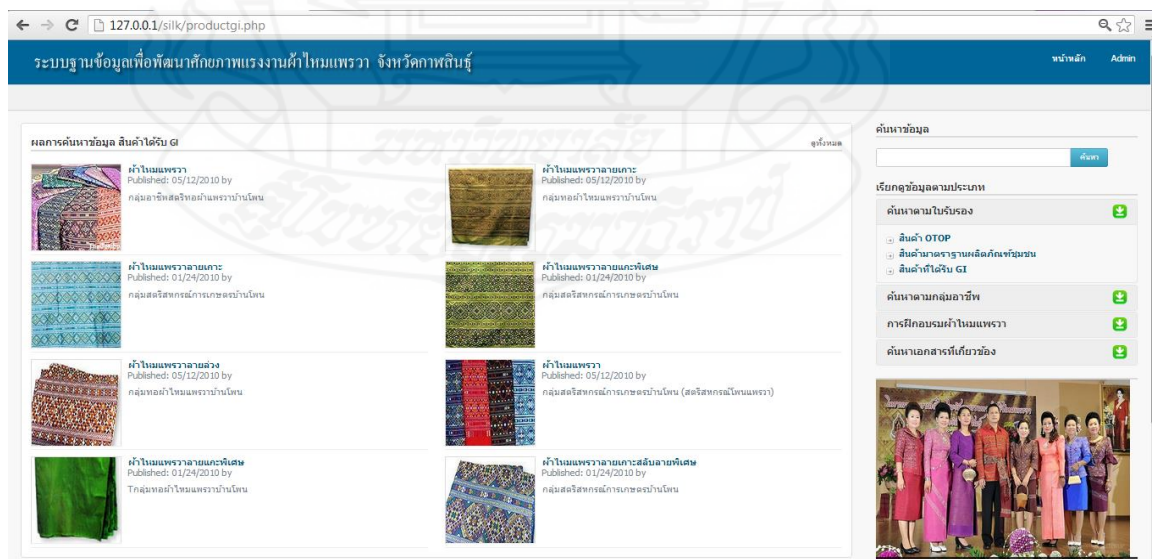 127.0.0.1/silk/productgi.php
ระบบฐานข้อมูลเพื่อพัฒนาศักยภาพแรงงานผ้าไหมแพรวา จังหวัดกาฬสินธุ์
หน้าหลัก Admin
ผลการค้นหาข้อมูล สินค้าได้รับ GI
ดูทั้งหมด
ผ้าไหมแพรวา
Published: 05/12/2010 by
กลุ่มอาชีพสตรีทอผ้าแพรวาบ้านโพน
ผ้าไหมแพรวาลายเกาะ
Published: 05/12/2010 by
กลุ่มทอผ้าไหมแพรวาบ้านโพน
ผ้าไหมแพรวาลายเกาะ
Published: 01/24/2010 by
กลุ่มสตรีสหกรณ์การเกษตรบ้านโพน
ผ้าไหมแพรวาลายแกะพิเศษ
Published: 01/24/2010 by
กลุ่มสตรีสหกรณ์การเกษตรบ้านโพน
ผ้าไหมแพรวาลายล่วง
Published: 05/12/2010 by
กลุ่มทอผ้าไหมแพรวาบ้านโพน
ผ้าไหมแพรวา
Published: 05/12/2010 by
กลุ่มสตรีสหกรณ์การเกษตรบ้านโพน (สตรีสหกรณ์โพนแพรวา)
ผ้าไหมแพรวาลายแกะพิเศษ
Published: 01/24/2010 by
Tกลุ่มทอผ้าไหมแพรวาบ้านโพน
ผ้าไหมแพรวาลายเกาะสลับลายพิเศษ
Published: 01/24/2010 by
กลุ่มสตรีสหกรณ์การเกษตรบ้านโพน
ค้นหาข้อมูล
ค้นหา
เรียกดูข้อมูลตามประเภท
ค้นหาตามใบรับรอง
สินค้า OTOP
สินค้ามาตราฐานผลิตภัณฑ์ชุมชน
สินค้าที่ได้รับ GI
ค้นหาตามกลุ่มอาชีพ
การฝึกอบรมผ้าไหมแพรวา
ค้นหาเอกสารที่เกี่ยวข้อง